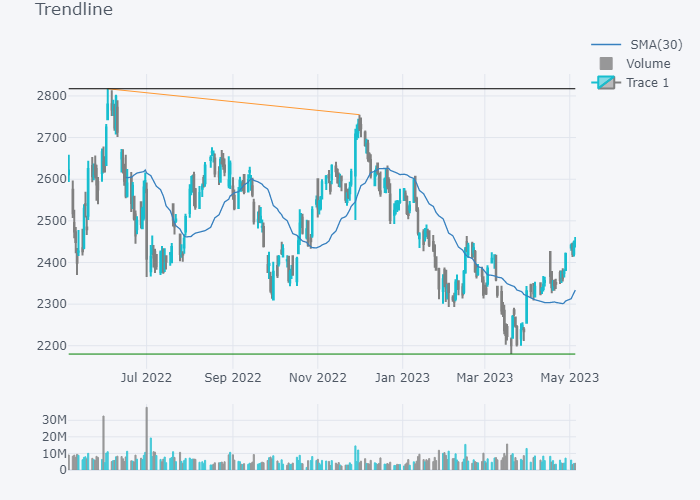 Trendline
SMA(30)
Volume
Trace 1
2800
2700
2600
2500
2400
2300
2200
Jul 2022 Sep 2022 Nov 2022 Jan 2023 Mar 2023 May 2023
30M
20M
10M
0